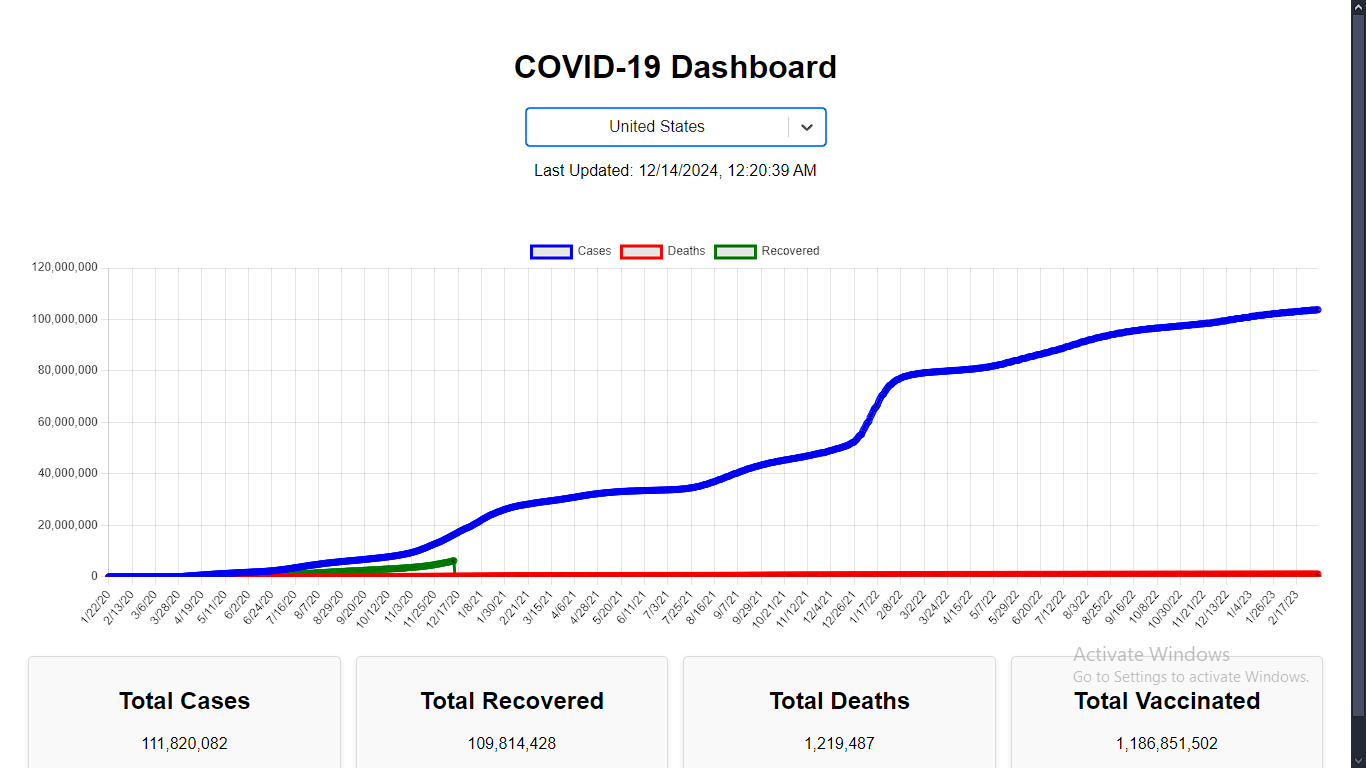 COVID-19 Dashboard
United States
Last Updated: 12/14/2024, 12:20:39 AM
Cases Deaths Recovered
120,000,000
100,000,000
80,000,000
60,000,000
40,000,000
20,000,000
0
1/22/20 2/13/20 3/6/20 3/28/20 4/19/20 5/11/20 6/2/20 6/24/20 7/16/20 8/7/20 8/29/20 9/20/20 10/12/20 11/3/20 11/25/20 12/17/20 1/8/21 1/30/21 2/21/21 3/15/21 4/6/21 4/28/21 5/20/21 6/11/21 7/3/21 7/25/21 8/16/21 9/7/21 9/29/21 10/21/21 11/12/21 12/4/21 12/26/21 1/17/22 2/8/22 3/2/22 3/24/22 4/15/22 5/7/22 5/29/22 6/20/22 7/12/22 8/3/22 8/25/22 9/16/22 10/8/22 10/30/22 11/21/22 12/13/22 1/4/23 1/26/23 2/17/23
Activate Windows
Go to Settings to activate Windows.
Total Cases Total Recovered Total Deaths Total Vaccinated
111,820,082 109,814,428 1,219,487 1,186,851,502